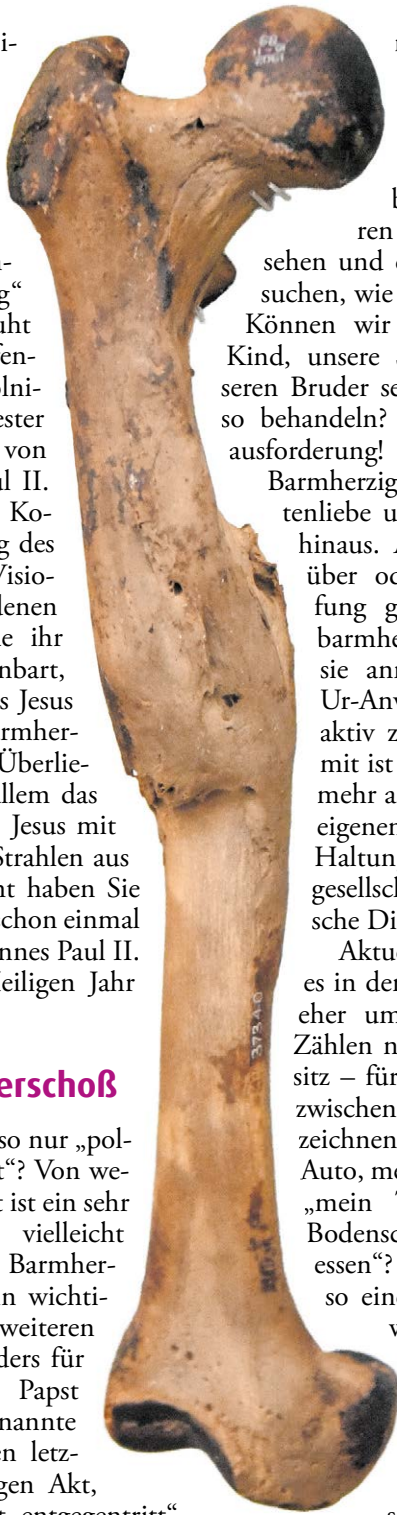 i-
i-
g“
uht
fen-
olni-
ester
von
ul II.
Ko-
g des
Visio-
denen
ie ihr
nbart,
s Jesus
rmher-
Überlie-
llem das
Jesus mit
Strahlen aus
nt haben Sie
schon einmal
nnes Paul II.
Heiligen Jahr
erschoß
so nur „pol-
t“? Von we-
t ist ein sehr
vielleicht
Barmher-
n wichti-
weiteren
ders für
Papst
nannte
en letz-
gen Akt,
entgegentritt“
ren
sehen und
suchen, wie
Können wir
Kind, unsere
seren Bruder se
so behandeln?
ausforderung!
Barmherzig
tenliebe u
hinaus.
über od
fung g
barmhe
sie ann
Ur-Anw
aktiv z
mit ist
mehr a
eigenen
Haltun
gesellsch
sche Di
Aktue
es in der
eher um
Zählen n
sitz – für
zwischen
zeichnen
Auto, me
„mein
Bodensc
essen“?
so eine
w